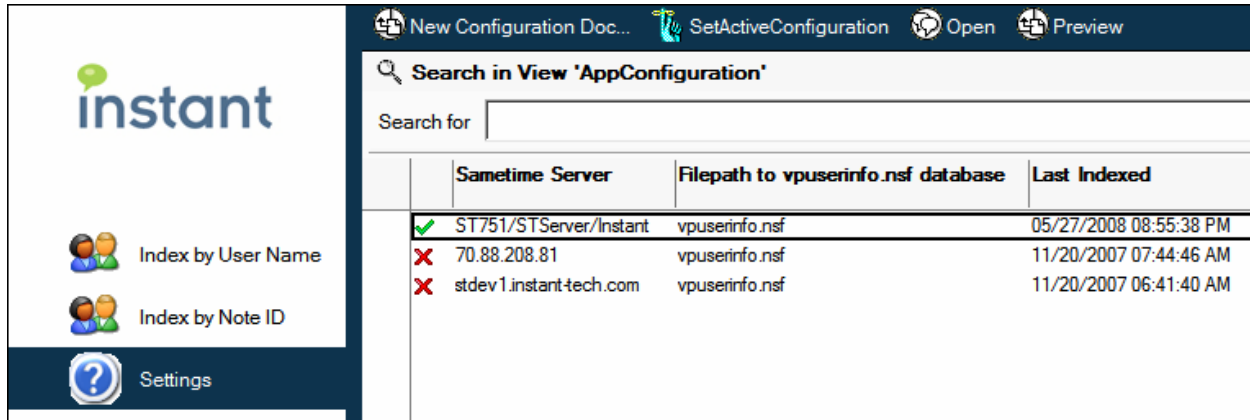 New Configuration Doc... SetActiveConfiguration Open Preview
instant
Search in View 'AppConfiguration'
Search for
Sametime Server Filepath to vpuserinfo.nsf database Last Indexed
ST751/STServer/Instant vpuserinfo.nsf 05/27/2008 08:55:38 PM
70.88.208.81 vpuserinfo.nsf 11/20/2007 07:44:46 AM
stdev1.instant-tech.com vpuserinfo.nsf 11/20/2007 06:41:40 AM
Index by User Name
Index by Note ID
Settings